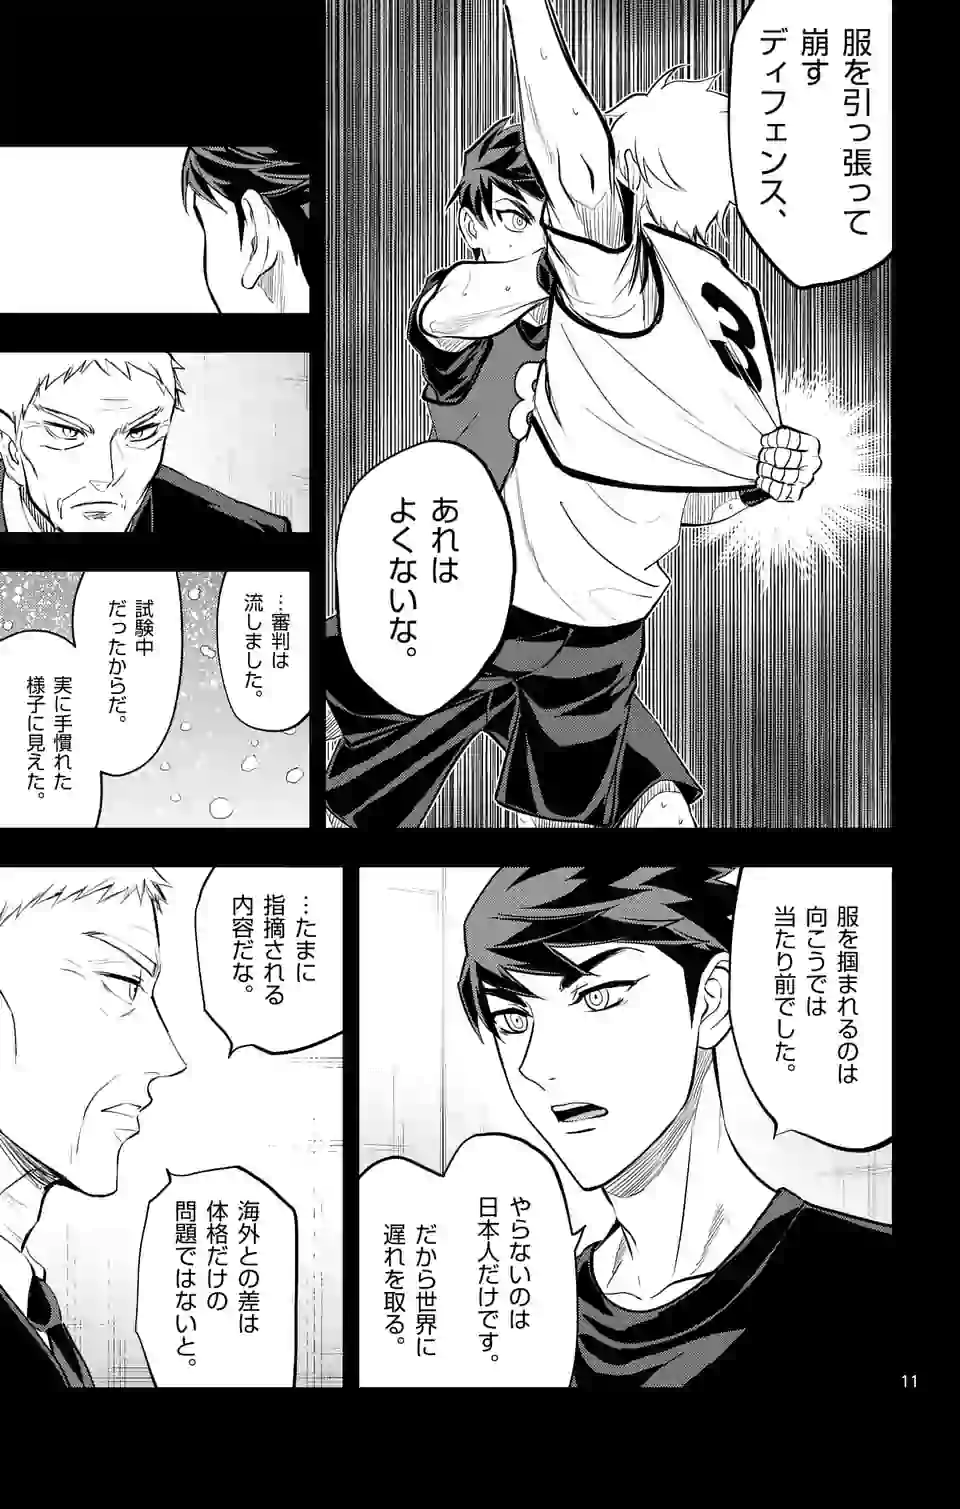 服を引っ張って
崩す
ディフェンス、
あれは
よくないな。
…審判は
流しました。
試験中
だったからだ。
実に手慣れた
様子に見えた。
服を掴まれるのは
向こうでは
当たり前でした。
やらないのは
日本人だけです。
だから世界に
遅れを取る。
…たまに
指摘される
内容だな。
海外との差は
体格だけの
問題ではないと。
3
11